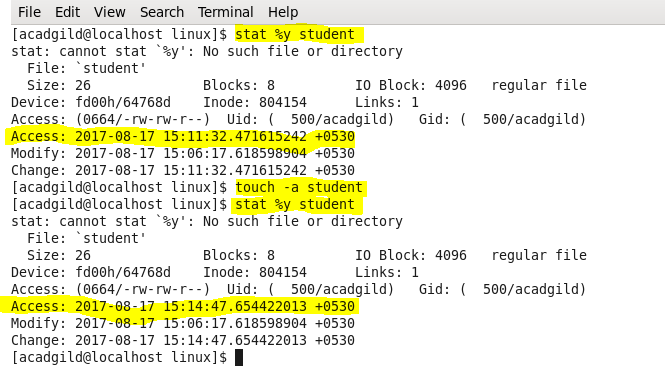 File Edit View Search Terminal Help
[acadgild@localhost linux]$ stat %y student
stat: cannot stat `%y': No such file or directory
  File: `student'
  Size: 26              Blocks: 8          IO Block: 4096   regular file
Device: fd00h/64768d    Inode: 804154      Links: 1
Access: (0664/-rw-rw-r--)  Uid: (  500/acadgild)   Gid: (  500/acadgild)
Access: 2017-08-17 15:11:32.471615242 +0530
Modify: 2017-08-17 15:06:17.618598904 +0530
Change: 2017-08-17 15:11:32.471615242 +0530
[acadgild@localhost linux]$ touch -a student
[acadgild@localhost linux]$ stat %y student
stat: cannot stat `%y': No such file or directory
  File: `student'
  Size: 26              Blocks: 8          IO Block: 4096   regular file
Device: fd00h/64768d    Inode: 804154      Links: 1
Access: (0664/-rw-rw-r--)  Uid: (  500/acadgild)   Gid: (  500/acadgild)
Access: 2017-08-17 15:14:47.654422013 +0530
Modify: 2017-08-17 15:06:17.618598904 +0530
Change: 2017-08-17 15:14:47.654422013 +0530
[acadgild@localhost linux]$